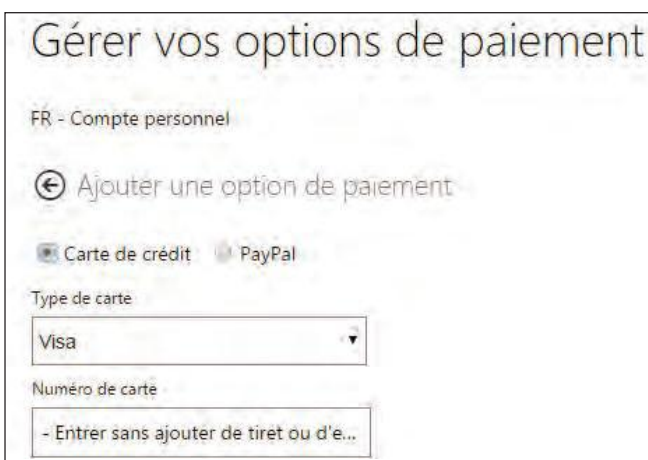 Gérer vos options de paiement
FR - Compte personnel
Ajouter une option de paiement
Carte de crédit PayPal
Type de carte
Visa
Numéro de carte
- Entrer sans ajouter de tiret ou d'e...